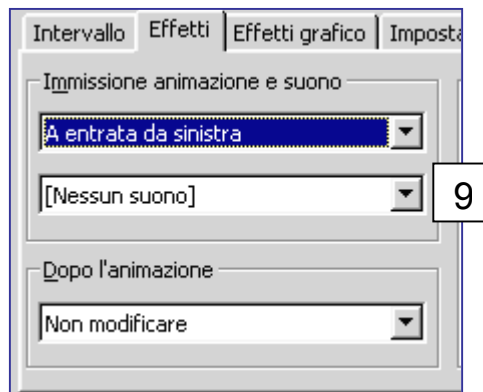 Intervallo Effetti Effetti grafico Imposta
Immissione animazione e suono
A entrata da sinistra
[Nessun suono]
9
Dopo l'animazione
Non modificare